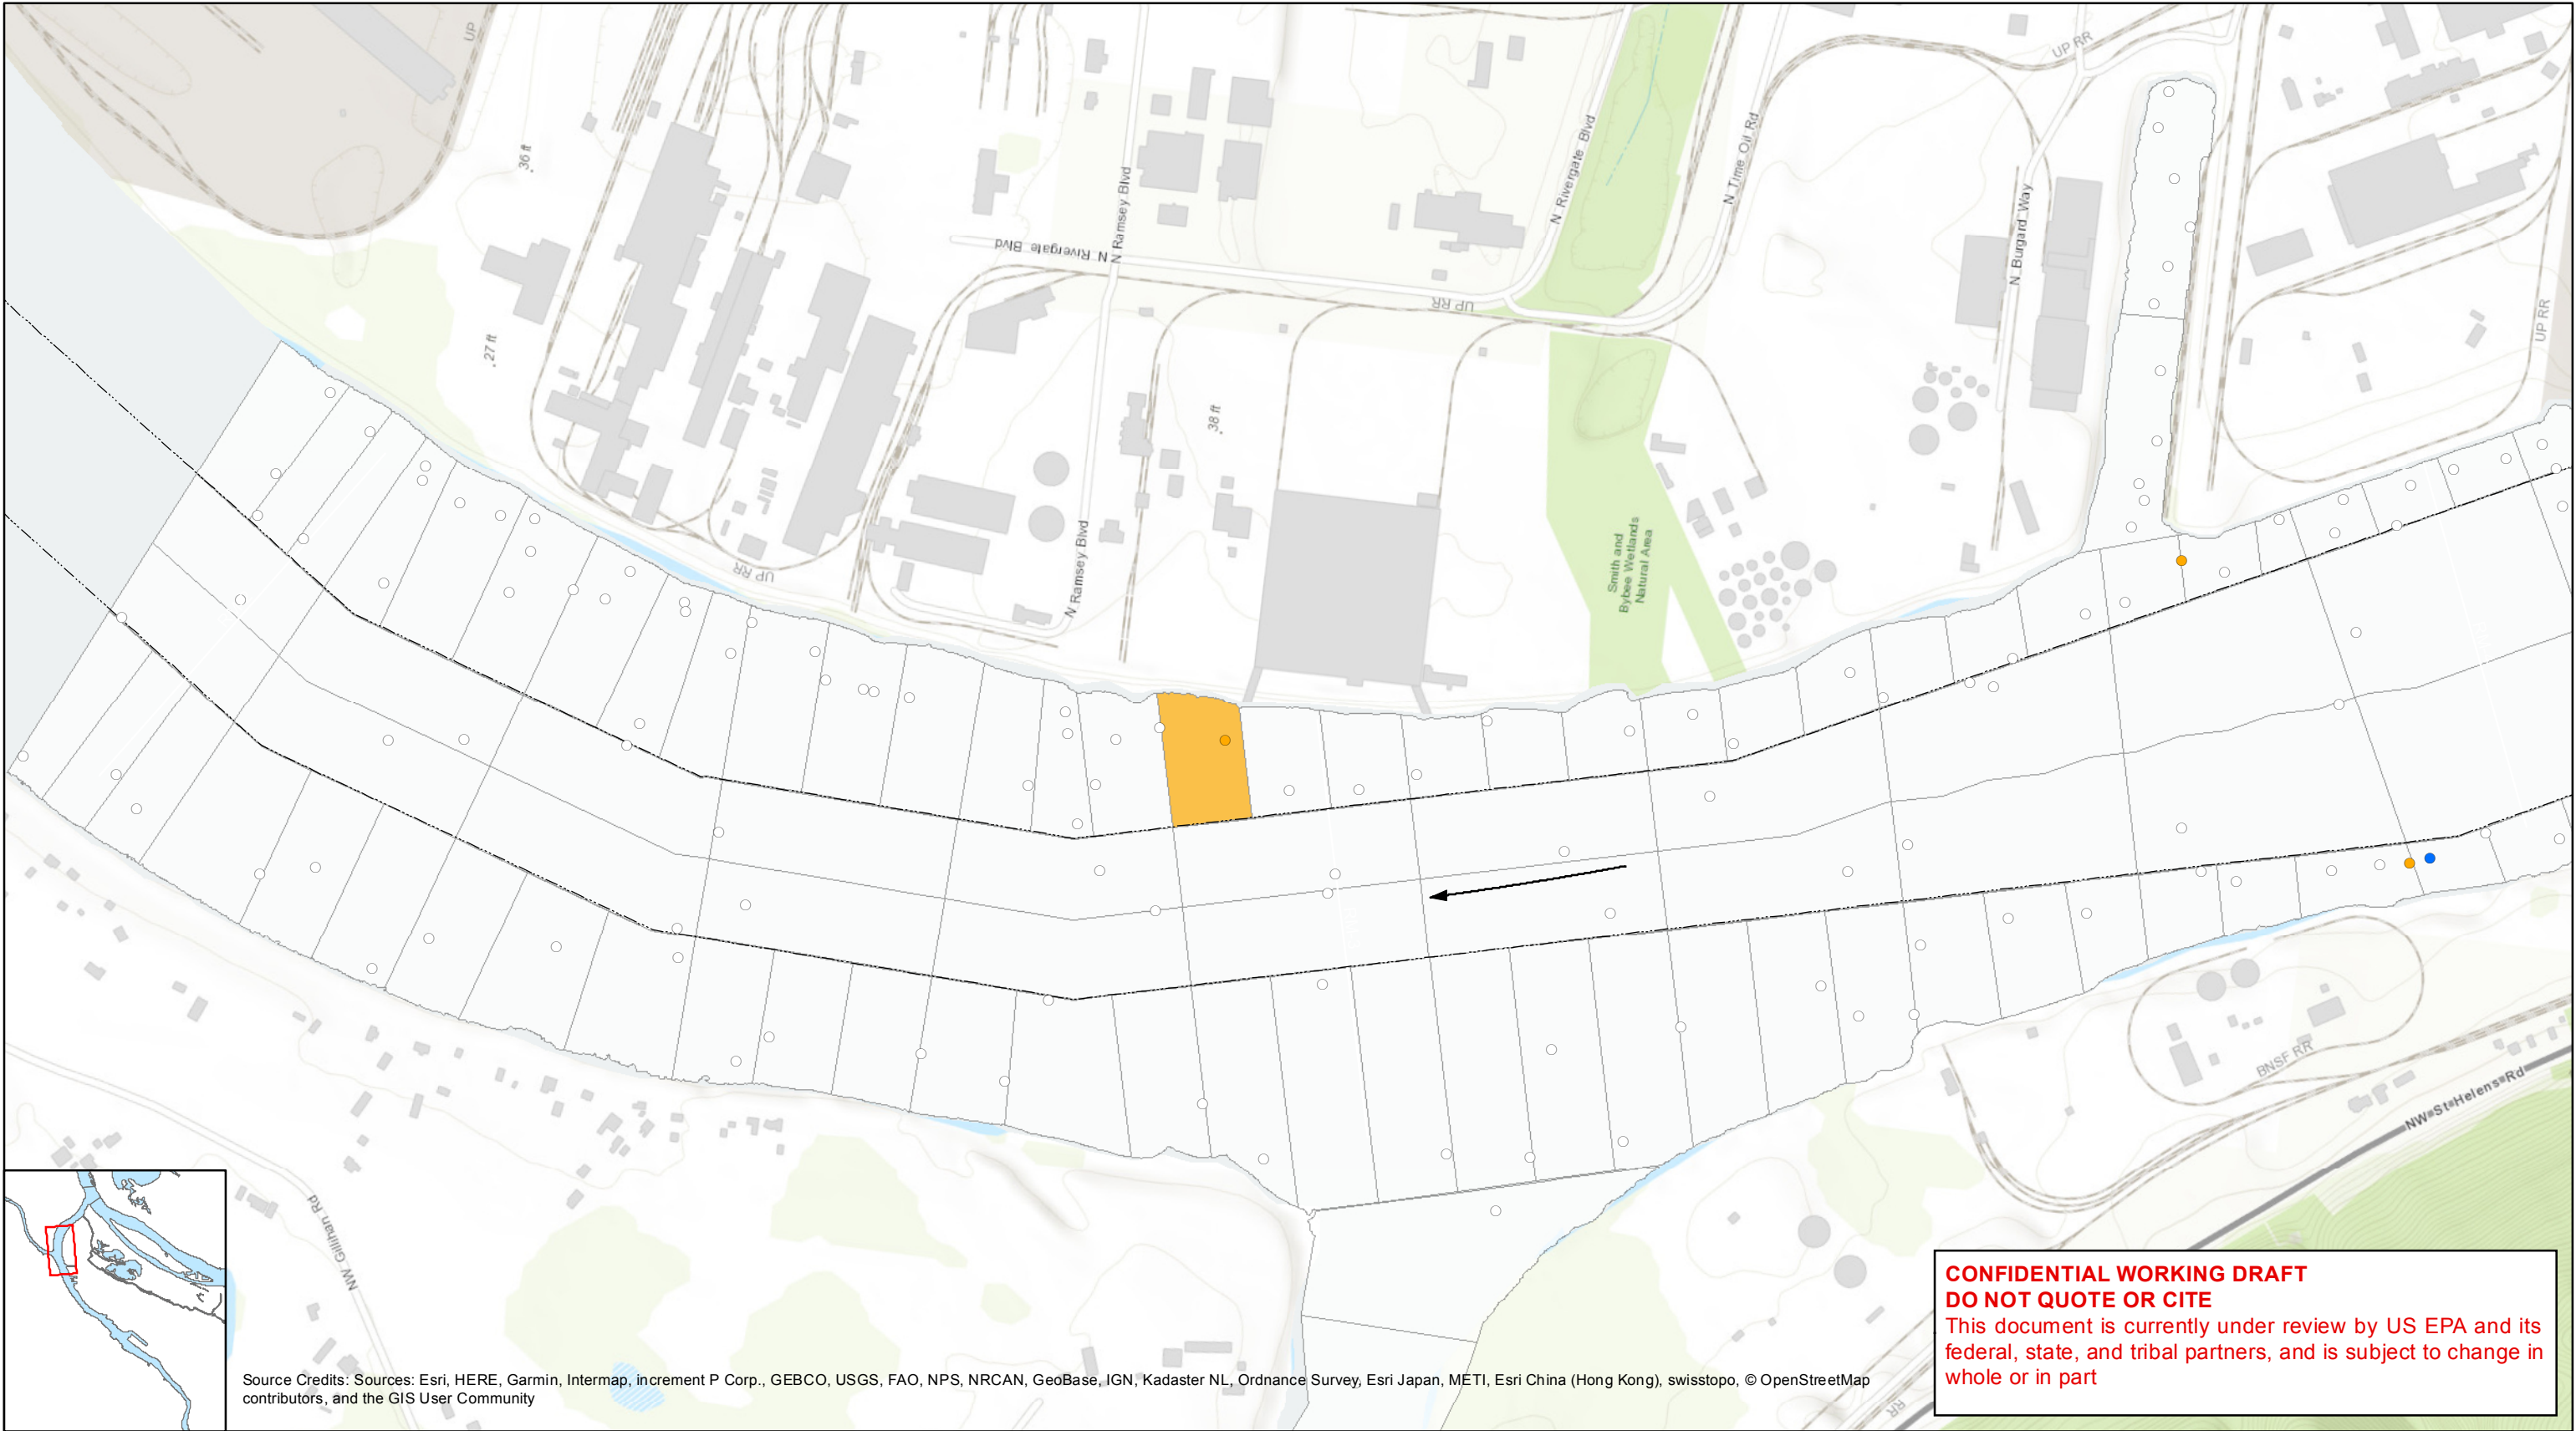 UP
UP RR
36 ft
27 ft
N Rivergate Blvd
N Ramsey Blvd
N Rivergate Blvd
N Time Oil Rd
UP RR
N Burgard Way
UP RR
38 ft
N Ramsey Blvd
UP RR
Smith and
Bybee Wetlands
Natural Area
BNSF RR
NW St Helens Rd
NW Gillihan Rd
RR
CONFIDENTIAL WORKING DRAFT
DO NOT QUOTE OR CITE
This document is currently under review by US EPA and its
federal, state, and tribal partners, and is subject to change in
whole or in part
Source Credits: Sources: Esri, HERE, Garmin, Intermap, increment P Corp., GEBCO, USGS, FAO, NPS, NRCAN, GeoBase, IGN, Kadaster NL, Ordnance Survey, Esri Japan, METI, Esri China (Hong Kong), swisstopo, © OpenStreetMap
contributors, and the GIS User Community